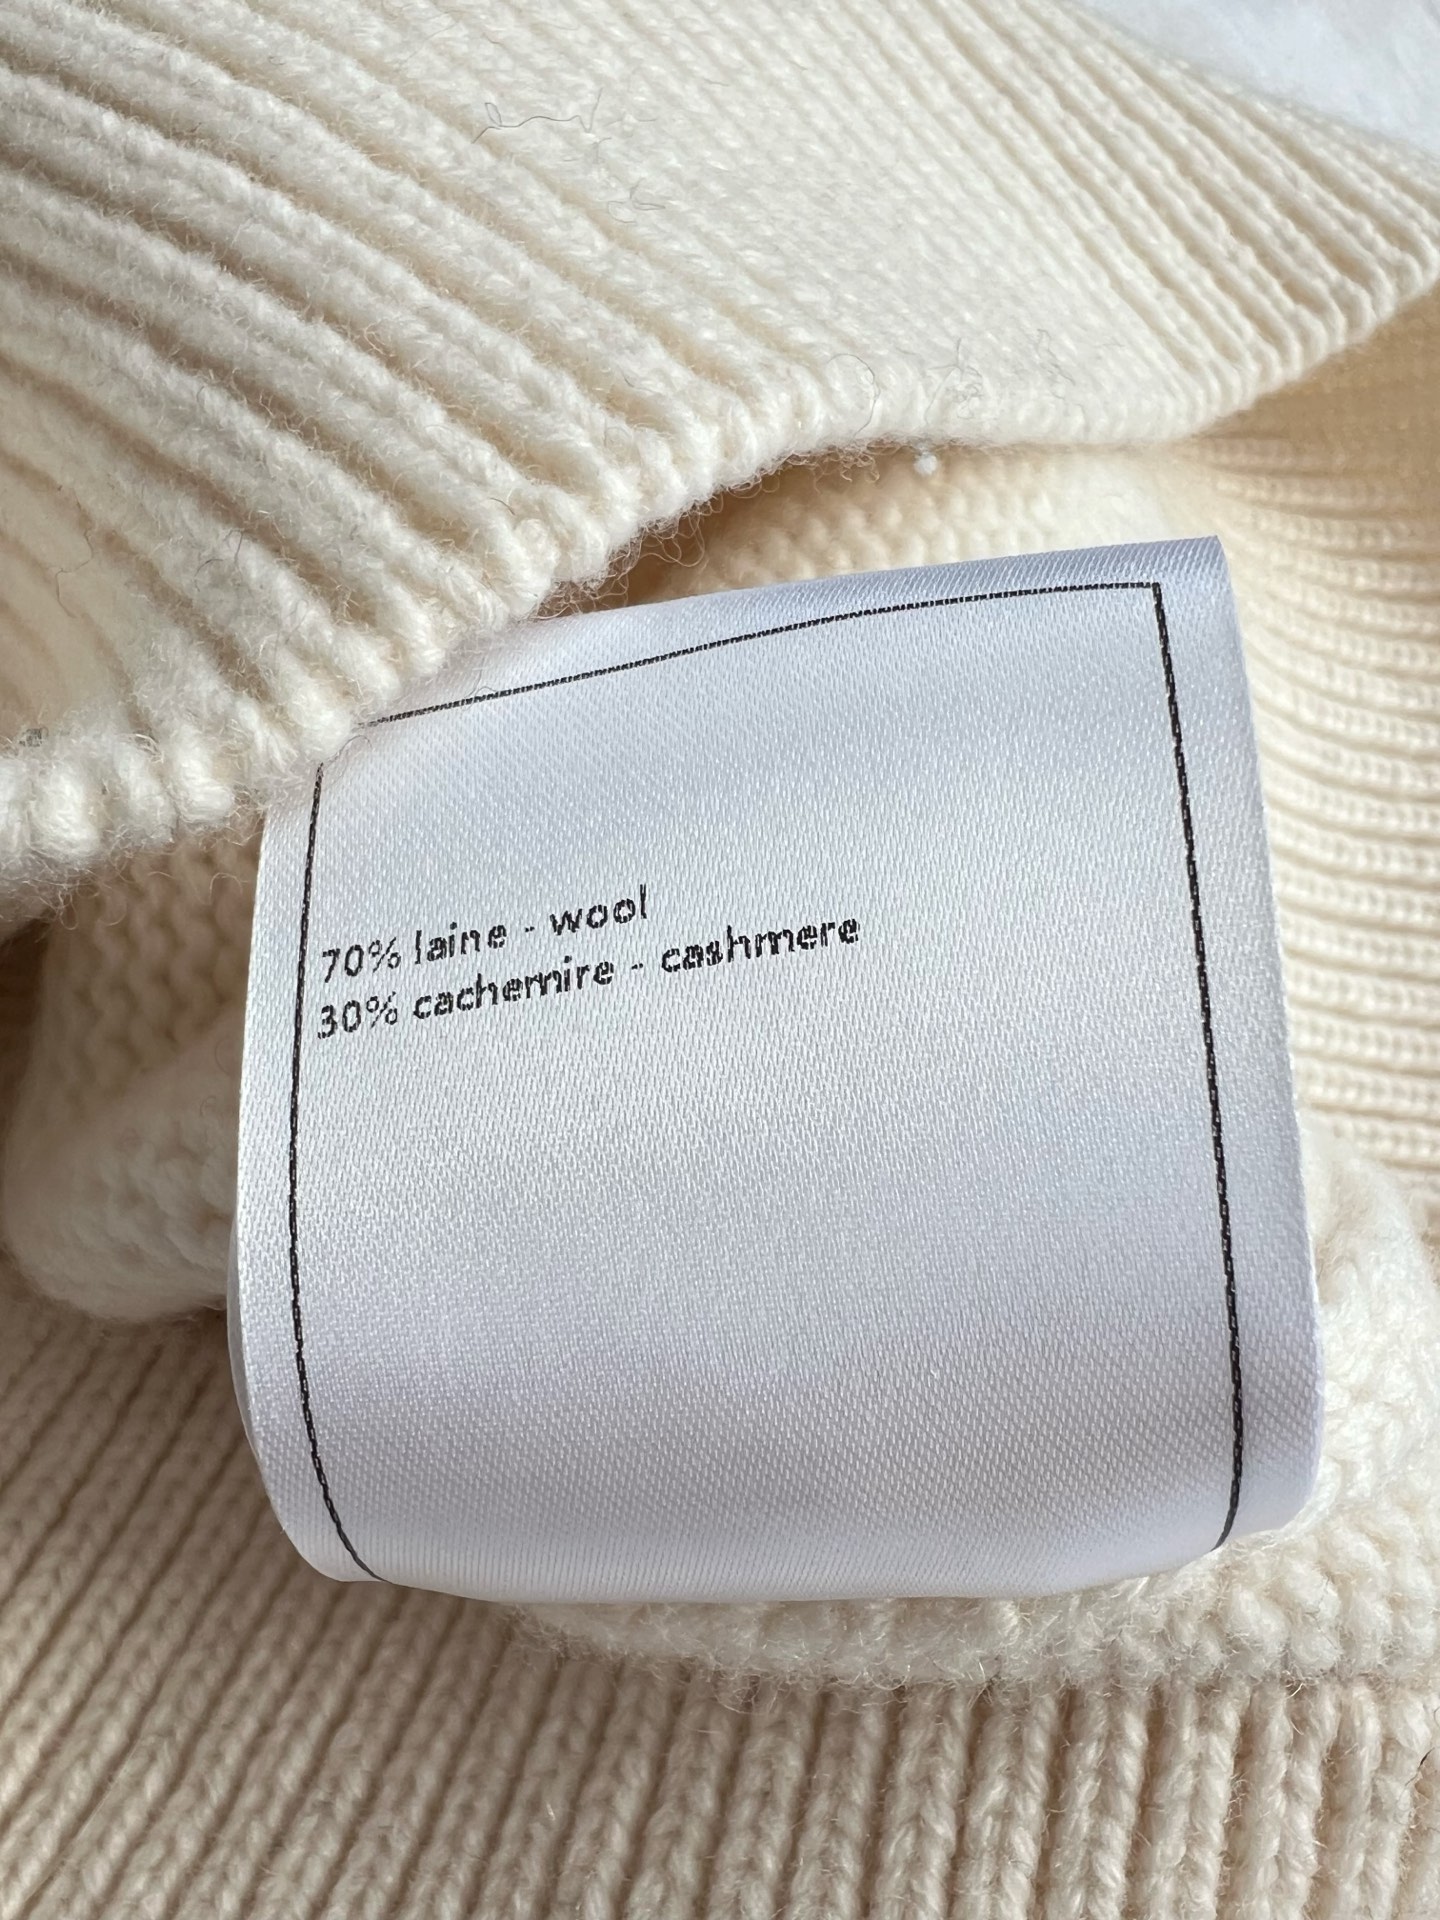 70% laine - wool
30% cachemire - cashmere